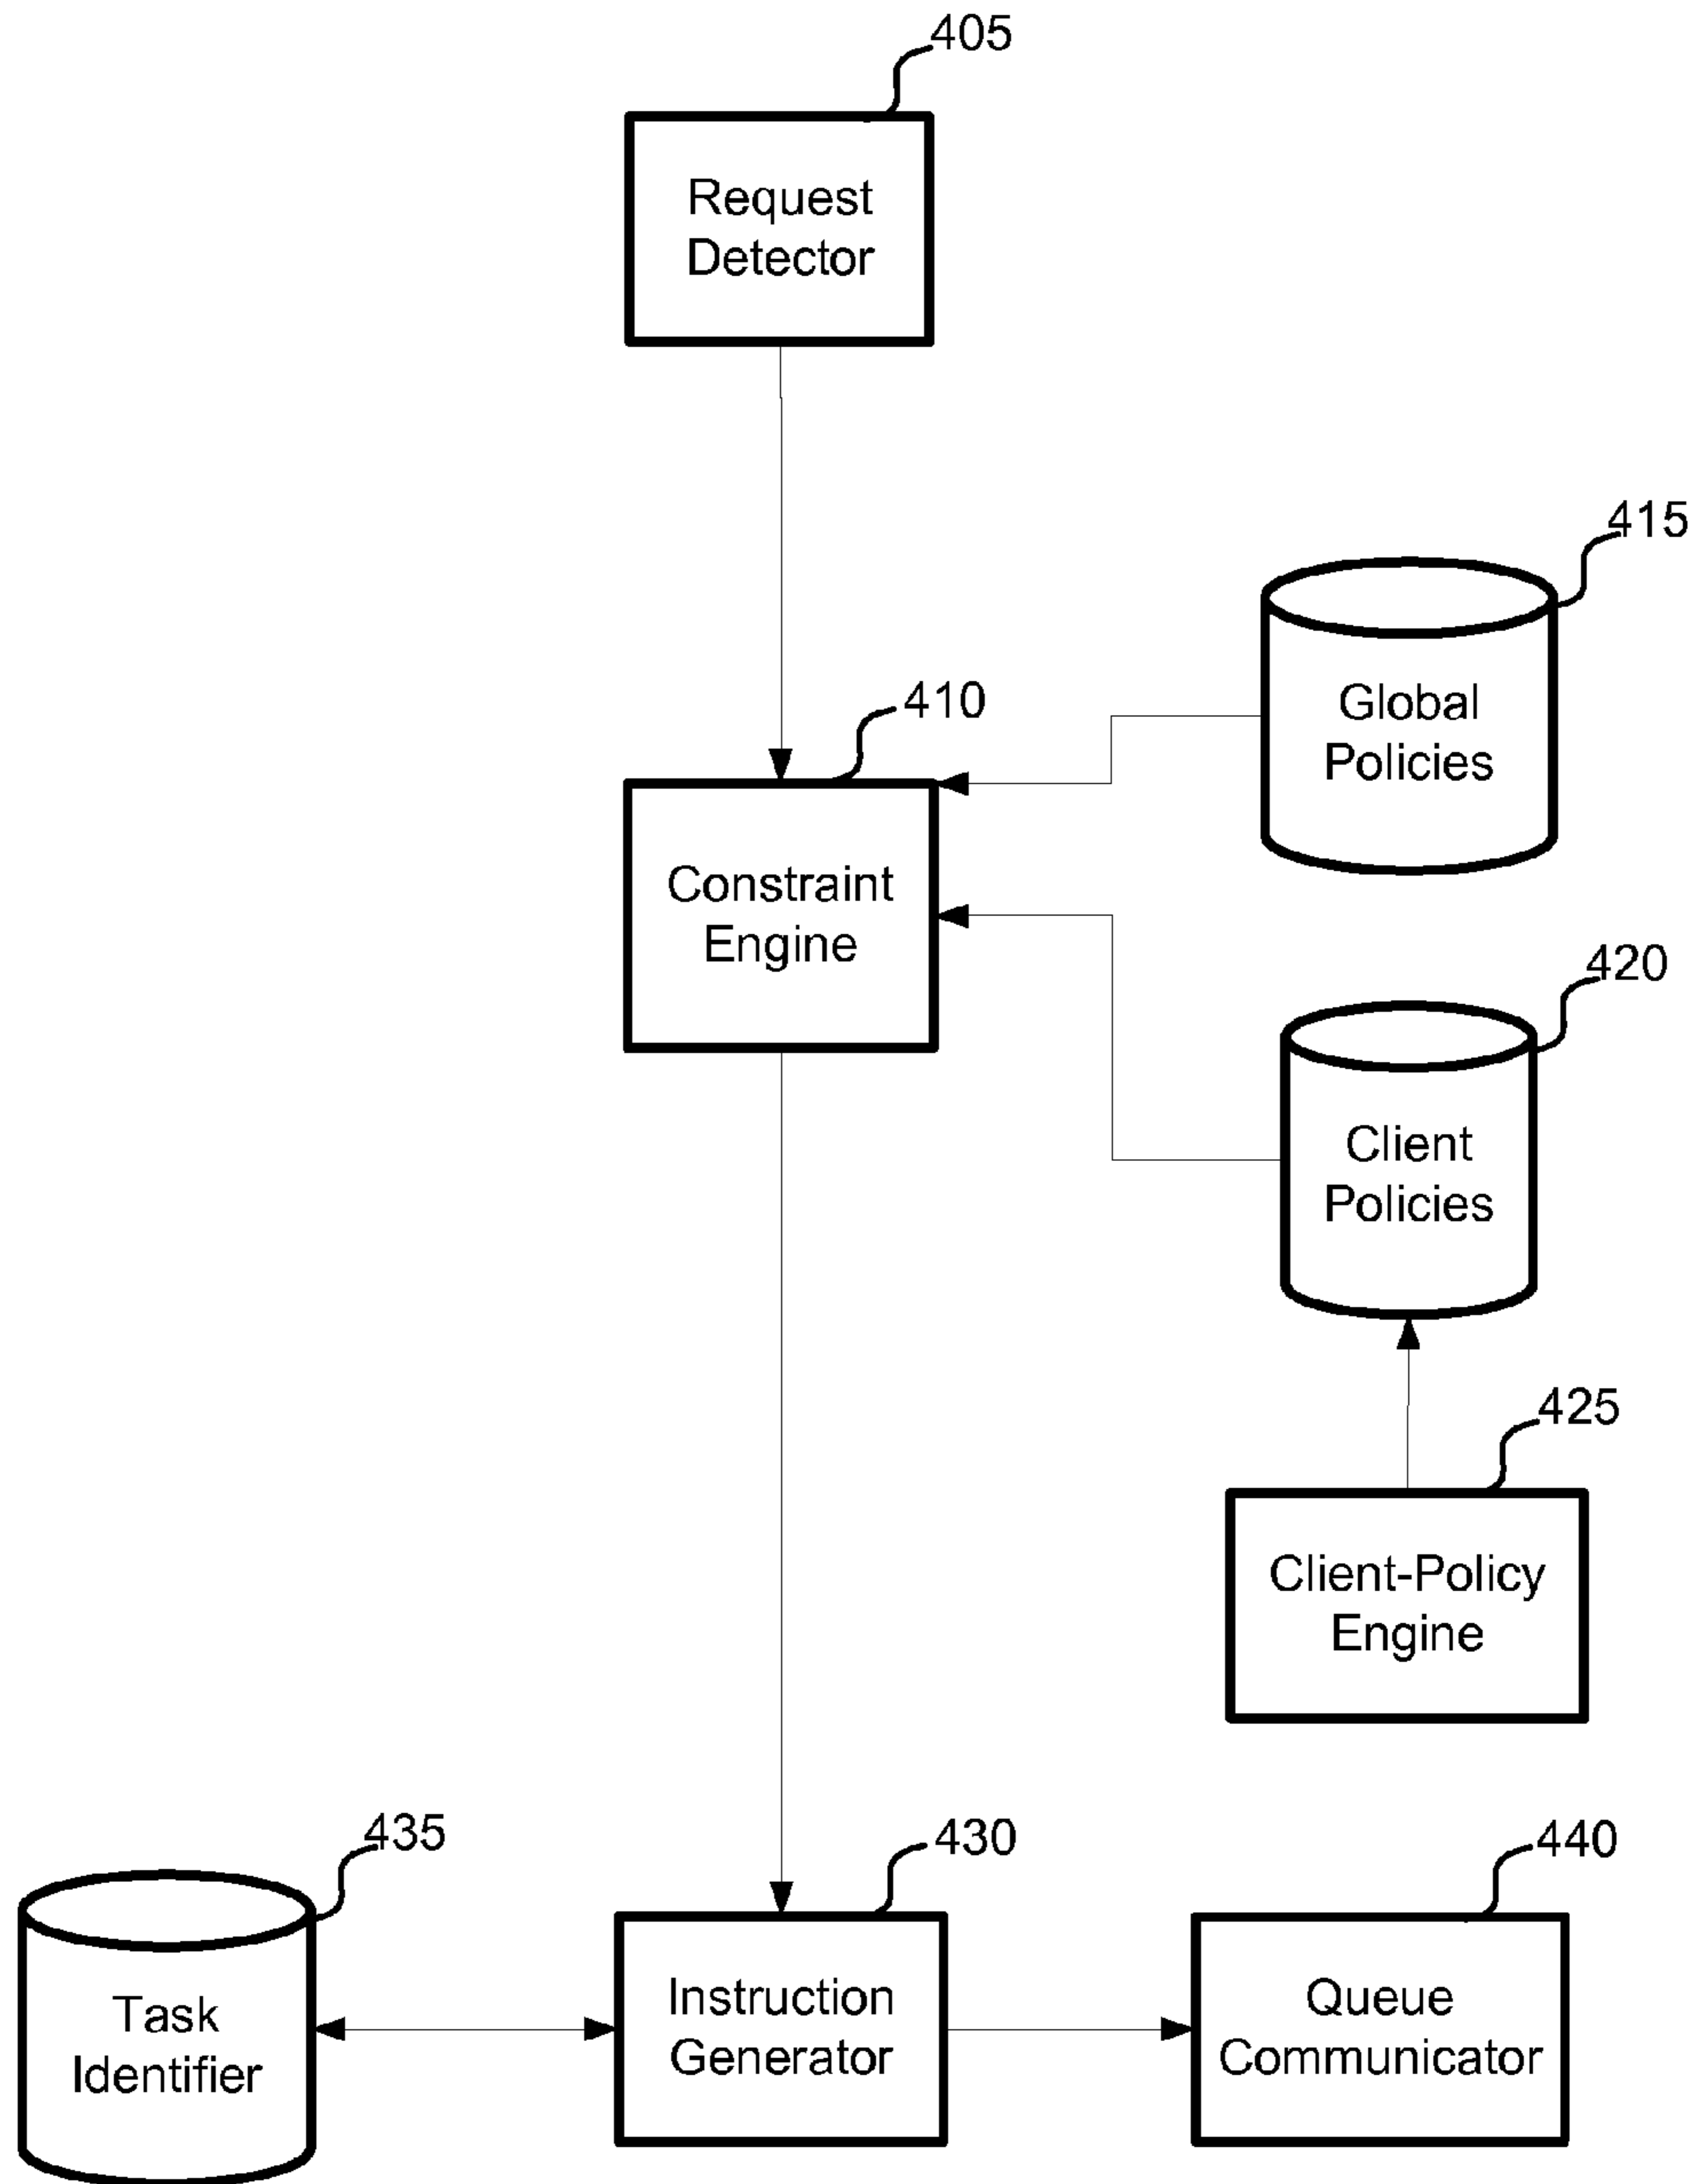 405
Request
Detector
415
Global
Policies
410
Constraint
Engine
420
Client
Policies
425
Client-Policy
Engine
435
Task
Identifier
430
Instruction
Generator
440
Queue
Communicator